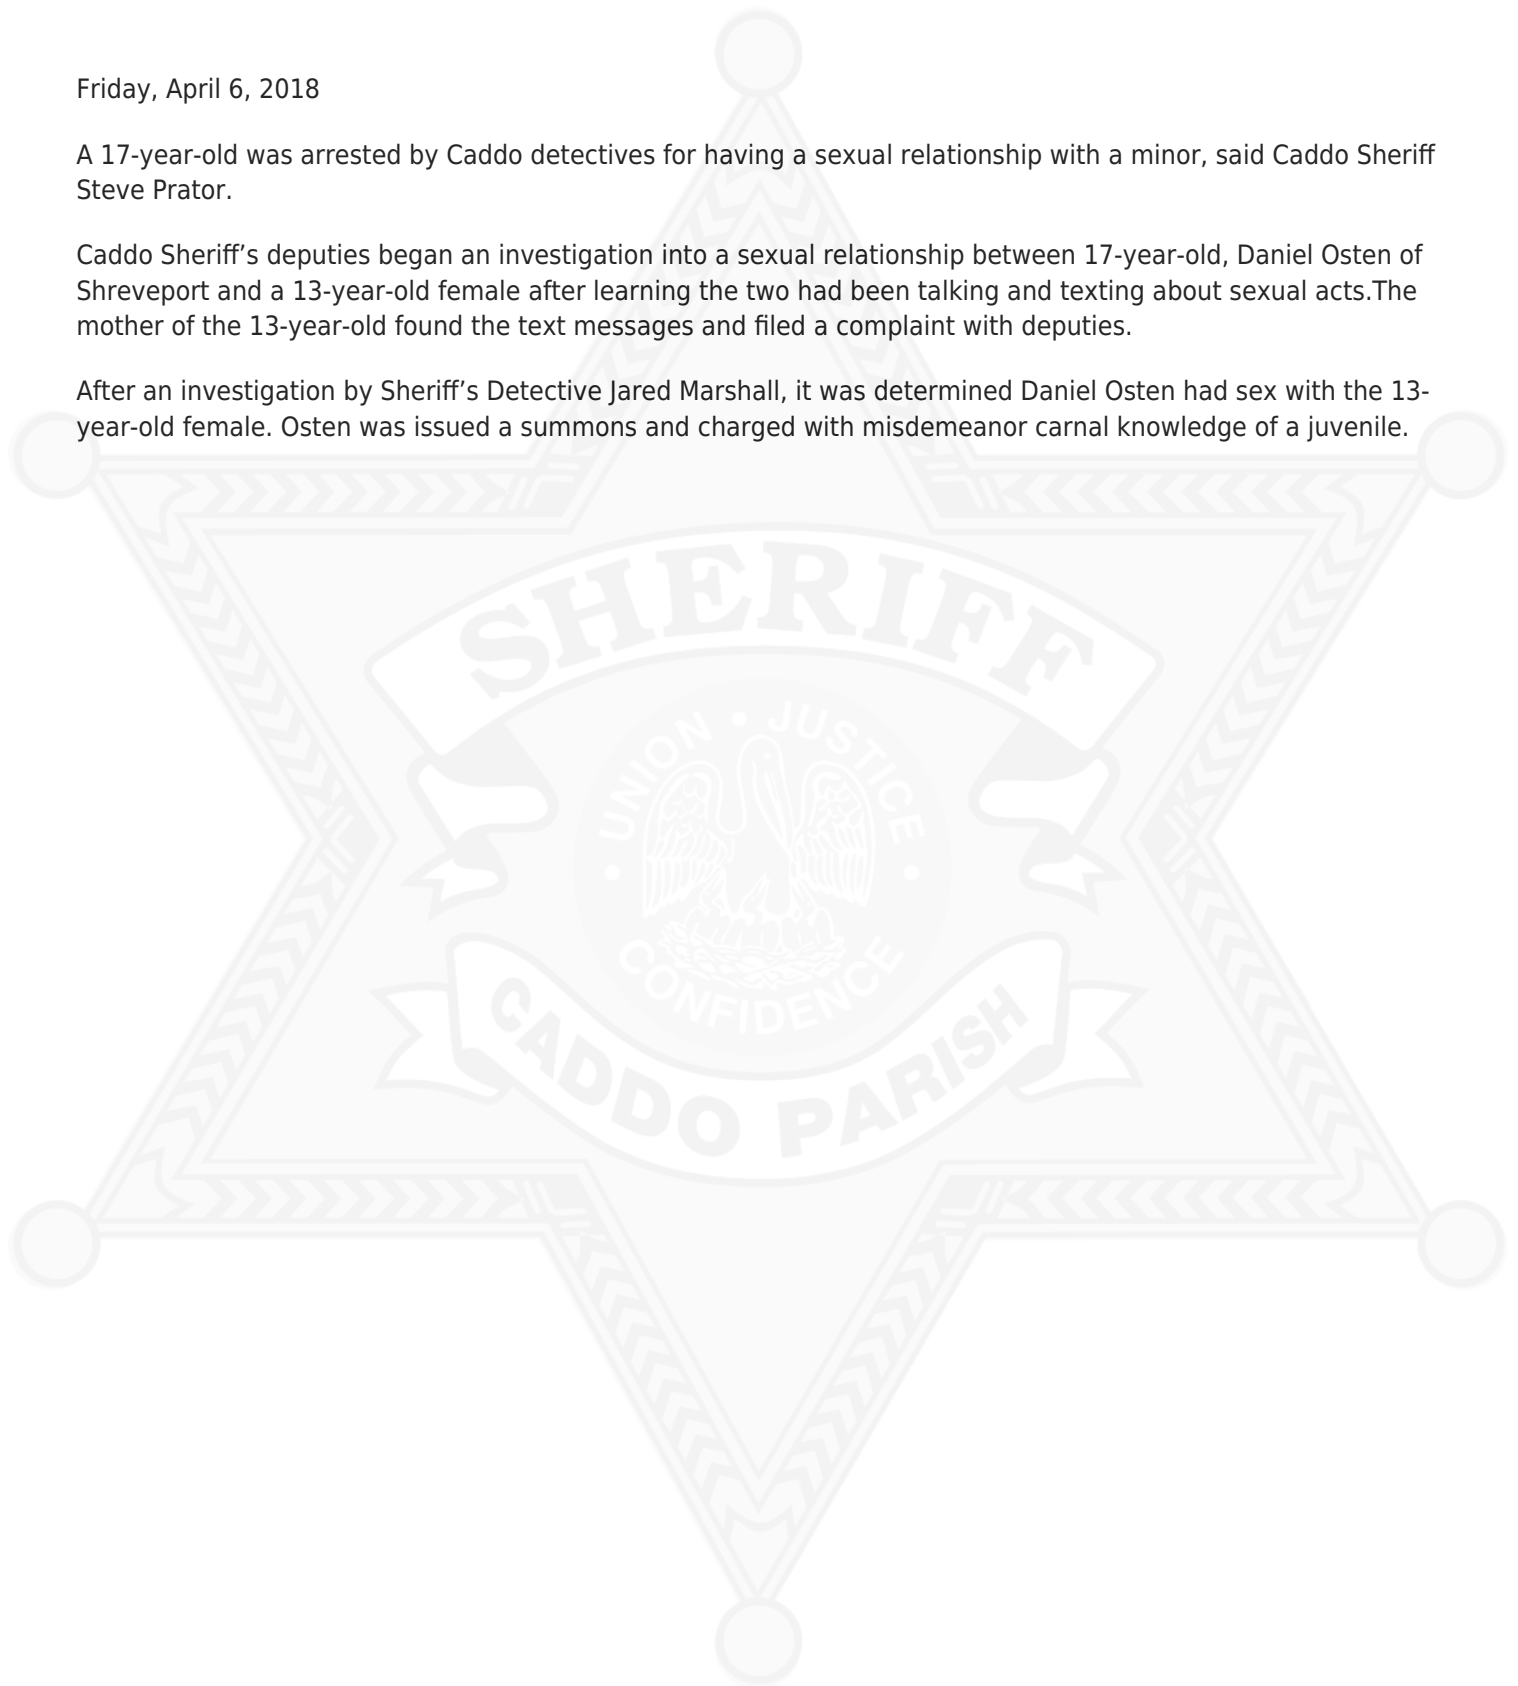 Friday, April 6, 2018
A 17-year-old was arrested by Caddo detectives for having a sexual relationship with a minor, said Caddo Sheriff
Steve Prator.
Caddo Sheriff’s deputies began an investigation into a sexual relationship between 17-year-old, Daniel Osten of
Shreveport and a 13-year-old female after learning the two had been talking and texting about sexual acts.The
mother of the 13-year-old found the text messages and filed a complaint with deputies.
After an investigation by Sheriff’s Detective Jared Marshall, it was determined Daniel Osten had sex with the 13-
year-old female. Osten was issued a summons and charged with misdemeanor carnal knowledge of a juvenile.
SHERIFF
UNION • JUSTICE
• CONFIDENCE •
CADDO PARISH